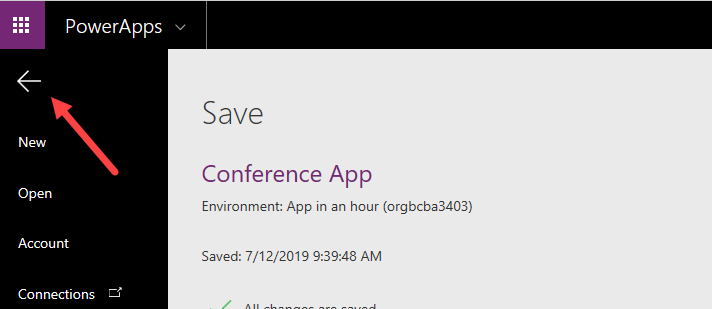 PowerApps
Save
New
Conference App
Open
Environment: App in an hour (orgbcba3403)
Account
Saved: 7/12/2019 9:39:48 AM
Connections
All changes are saved.